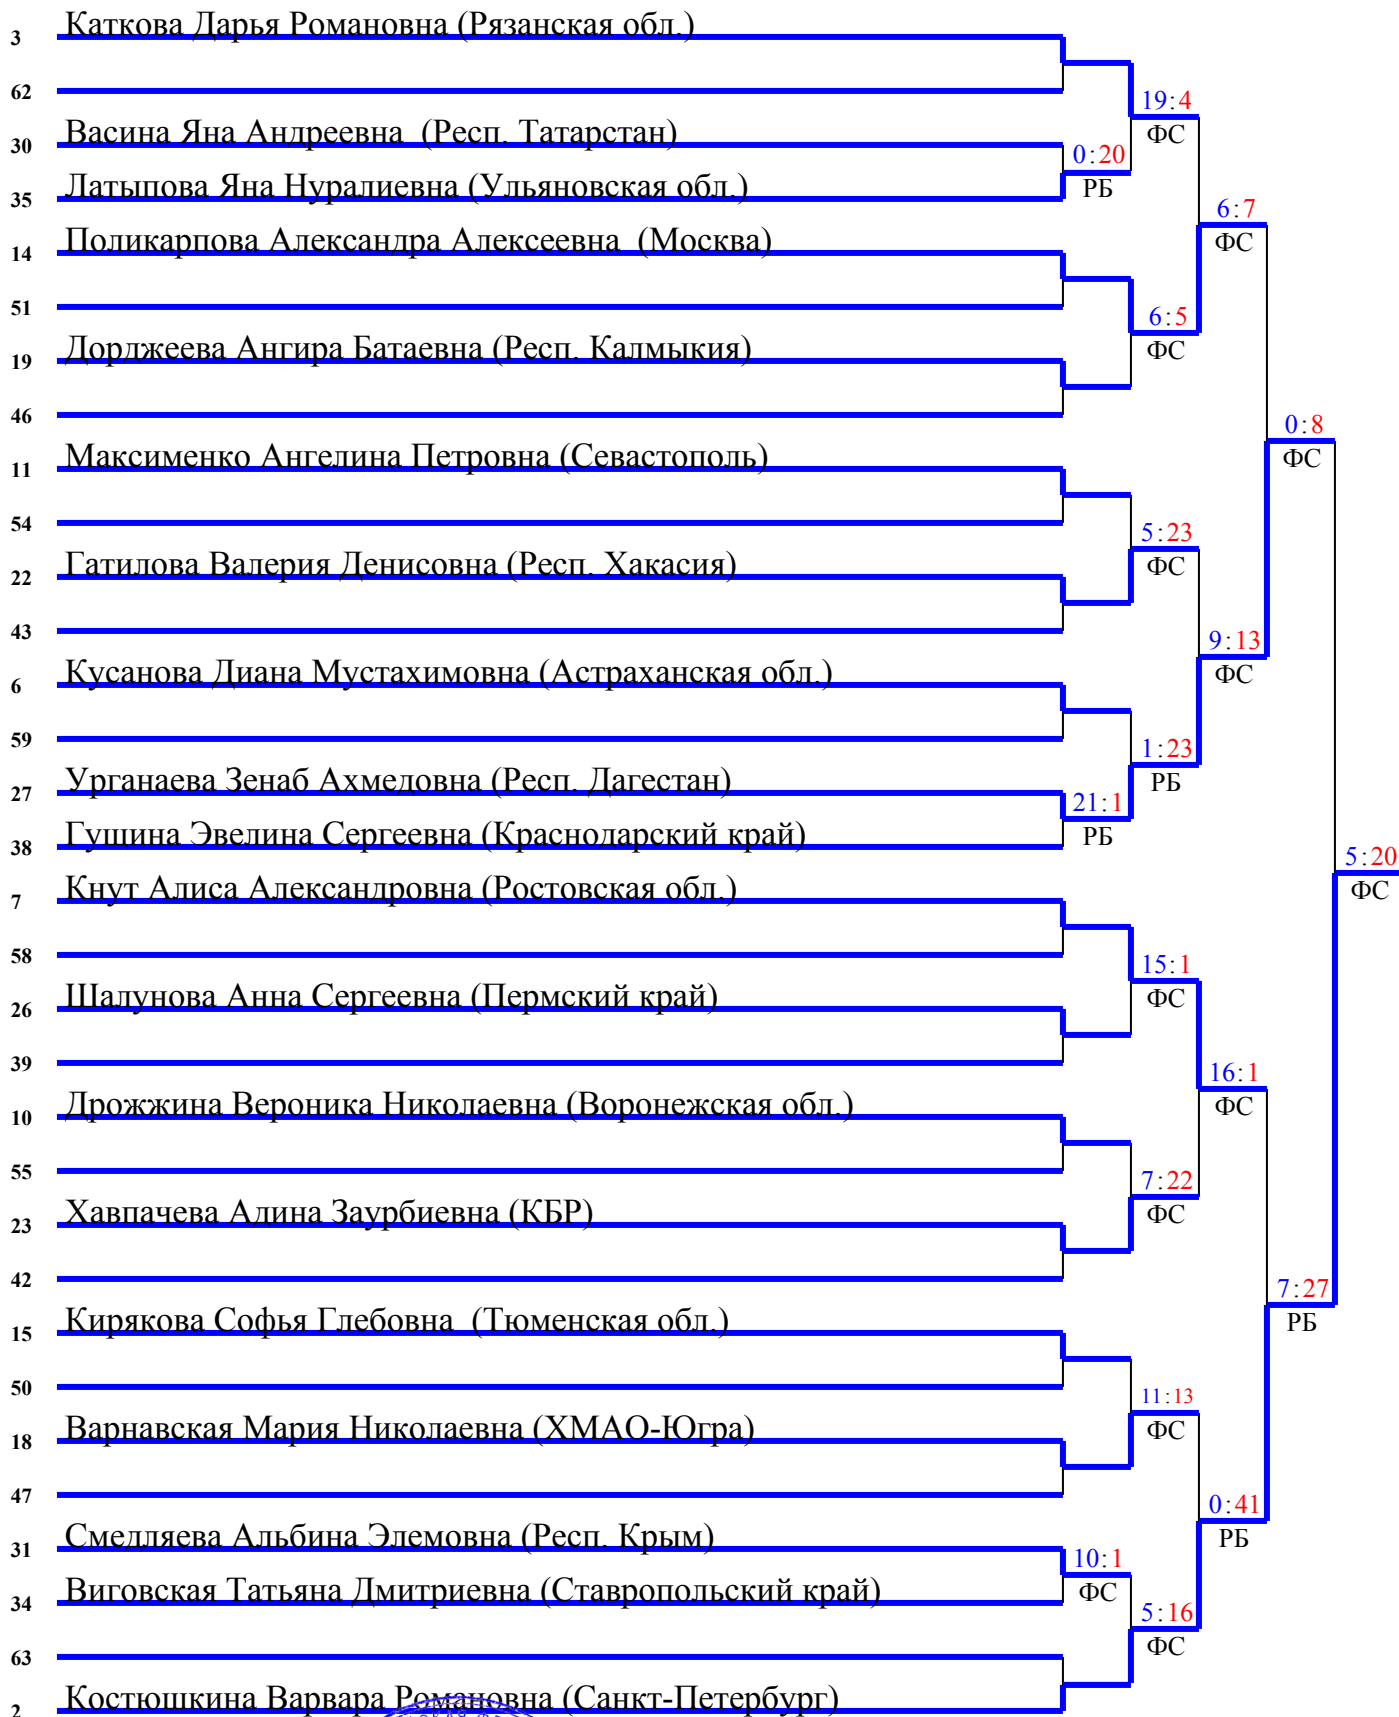 3 Каткова Дарья Романовна (Рязанская обл.)
62
19:4
ФС
30 Васина Яна Андреевна (Респ. Татарстан)
0:20
РБ
35 Латыпова Яна Нуралиевна (Ульяновская обл.)
6:7
ФС
14 Поликарпова Александра Алексеевна (Москва)
51
6:5
ФС
19 Дорджеева Ангира Батаевна (Респ. Калмыкия)
46
0:8
ФС
11 Максименко Ангелина Петровна (Севастополь)
54
5:23
ФС
22 Гатилова Валерия Денисовна (Респ. Хакасия)
43
9:13
ФС
6 Кусанова Диана Мустахимовна (Астраханская обл.)
59
1:23
РБ
27 Урганаева Зенаб Ахмедовна (Респ. Дагестан)
21:1
РБ
38 Гущина Эвелина Сергеевна (Краснодарский край)
5:20
ФС
7 Кнут Алиса Александровна (Ростовская обл.)
58
15:1
ФС
26 Шалунова Анна Сергеевна (Пермский край)
39
16:1
ФС
10 Дрожжина Вероника Николаевна (Воронежская обл.)
55
7:22
ФС
23 Хавпачева Адина Заурбиевна (КБР)
42
7:27
РБ
15 Кирякова Софья Глебовна (Тюменская обл.)
50
11:13
ФС
18 Варнавская Мария Николаевна (ХМАО-Югра)
47
0:41
РБ
31 Смедляева Альбина Элемовна (Респ. Крым)
10:1
ФС
34 Виговская Татьяна Дмитриевна (Ставропольский край)
5:16
ФС
63
2 Костюшкина Варвара Романовна (Санкт-Петербург)